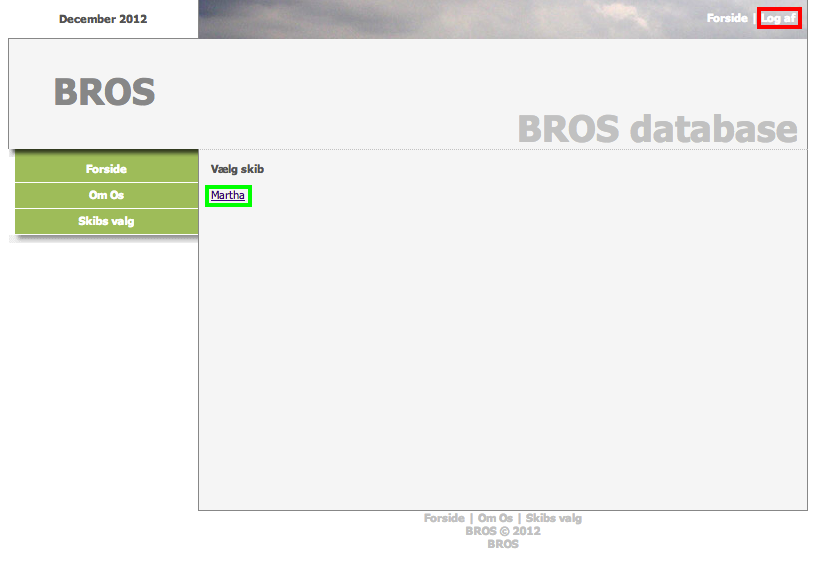 December 2012
Forside | Log af
BROS
BROS database
Forside
Om Os
Skibs valg
Vælg skib
Martha
Forside | Om Os | Skibs valg
BROS © 2012
BROS